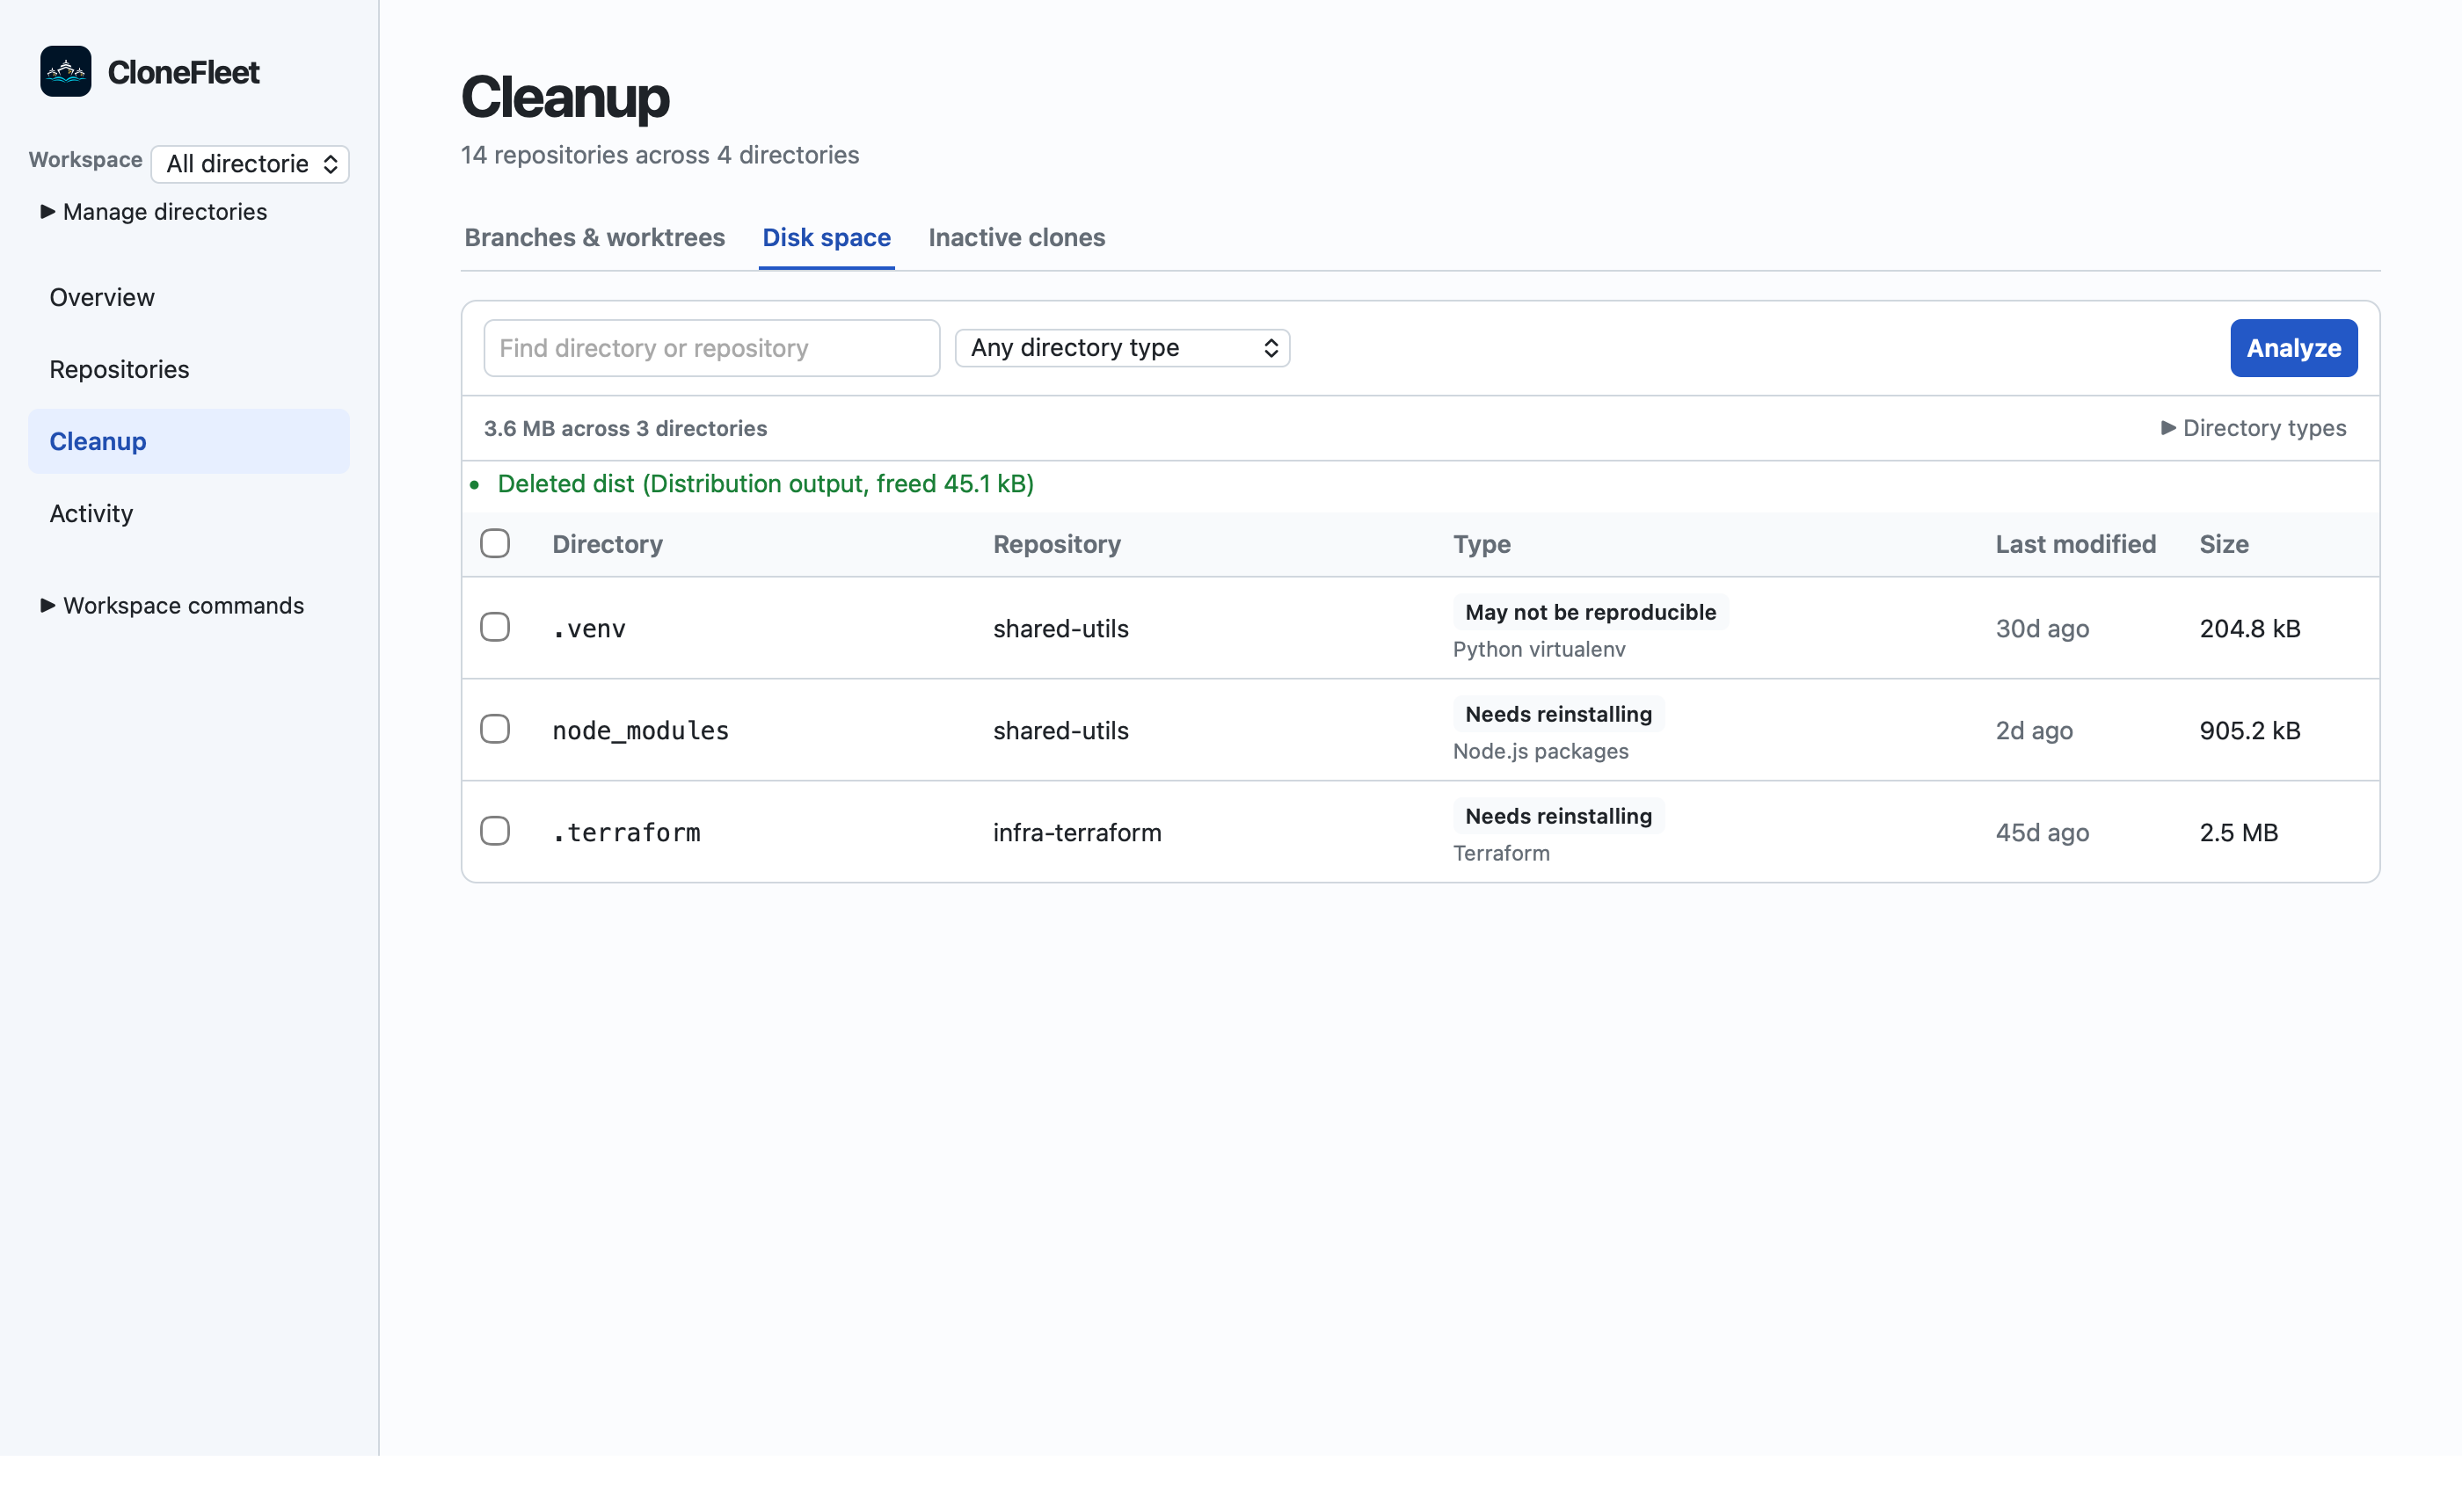 CloneFleet
Workspace All directorie
Manage directories
Overview
Repositories
Cleanup
Activity
Workspace commands
Cleanup
14 repositories across 4 directories
Branches & worktrees Disk space Inactive clones
Find directory or repository Any directory type Analyze
3.6 MB across 3 directories Directory types
Deleted dist (Distribution output, freed 45.1 kB)
Directory Repository Type Last modified Size
.venv shared-utils May not be reproducible Python virtualenv 30d ago 204.8 kB
node_modules shared-utils Needs reinstalling Node.js packages 2d ago 905.2 kB
.terraform infra-terraform Needs reinstalling Terraform 45d ago 2.5 MB